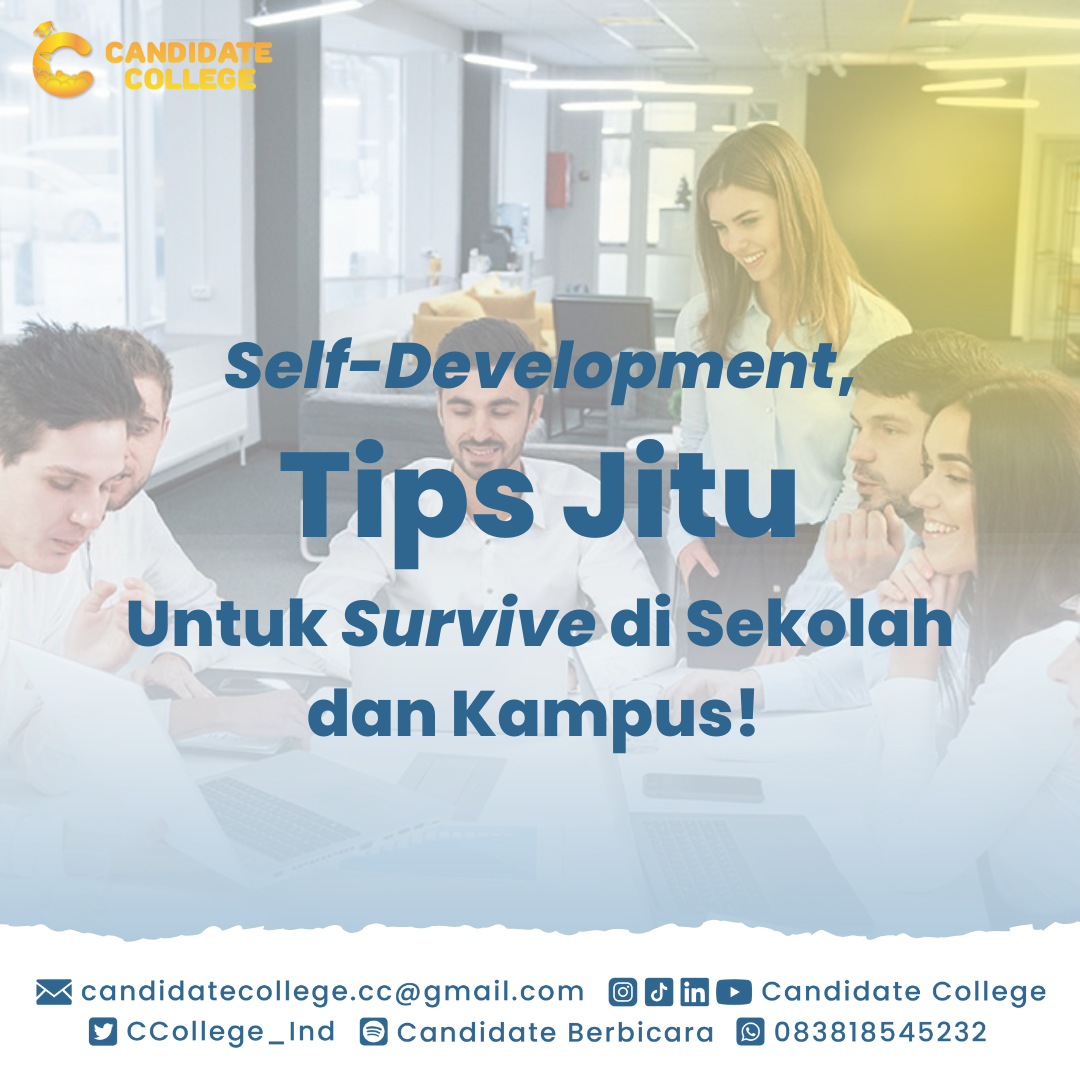 CANDIDATE
COLLEGE
Self-Development,
Tips Jitu
Untuk Survive di Sekolah
dan Kampus!
candidatecollege.cc@gmail.com Candidate College
CCollege_Ind Candidate Berbicara 083818545232